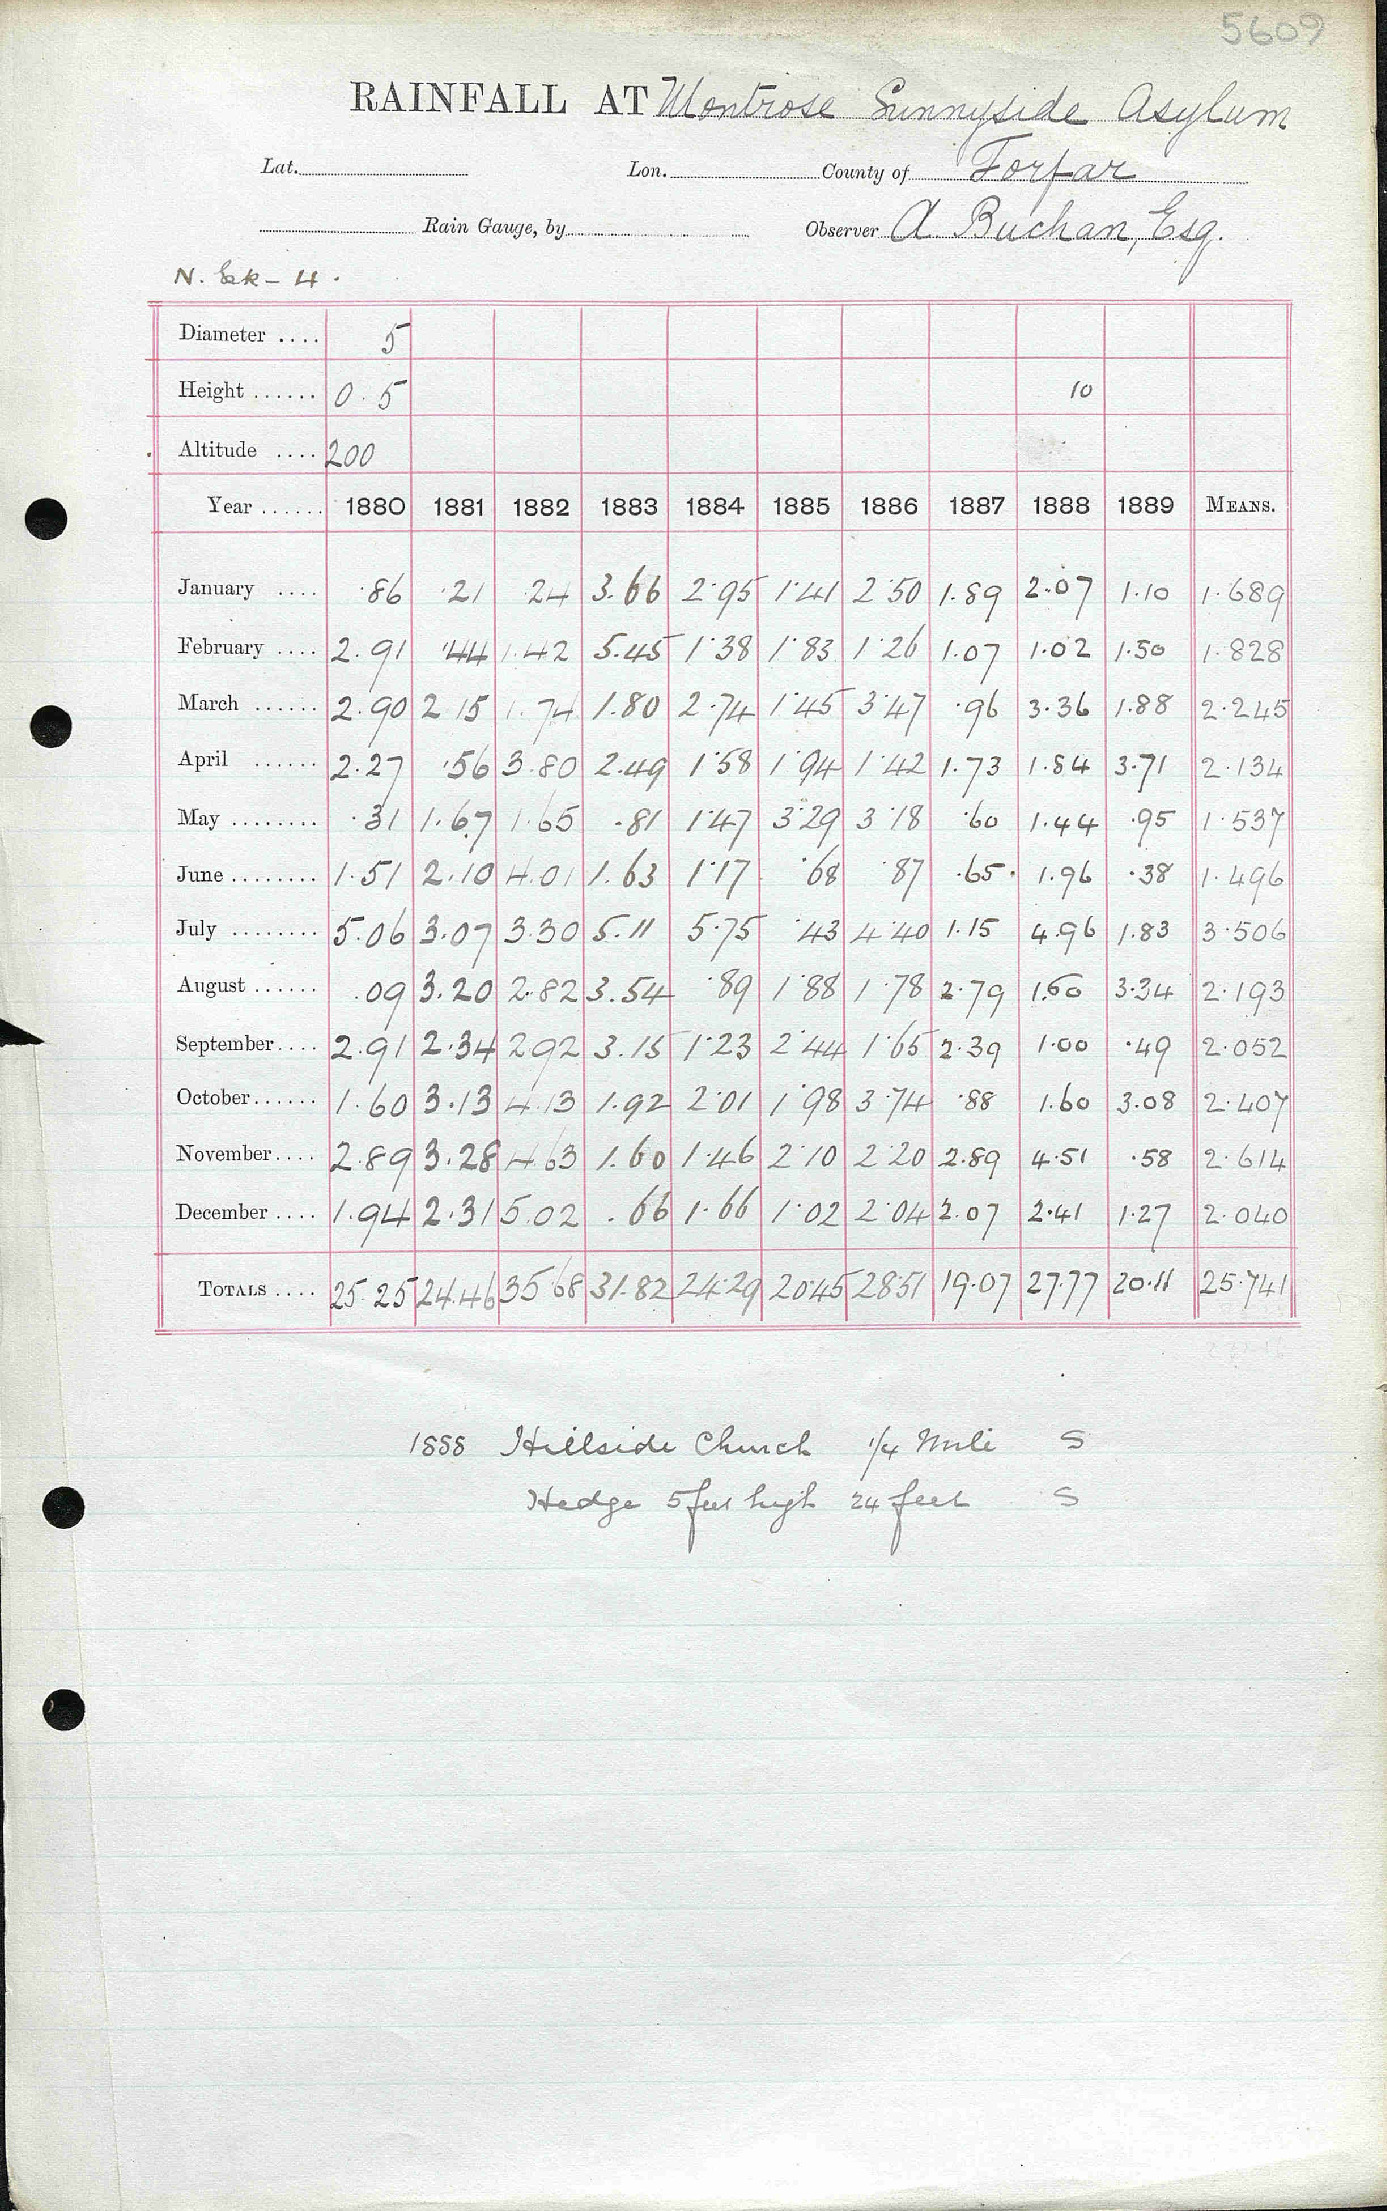 5609
RAINFALL AT Montrose Sunnyside Asylum
Lat. Lon. County of Forfar
Rain Gauge, by Observer A Buchan, Esq.
N. Esk - 4.
Diameter .... 5
Height ...... 0.5 10
Altitude .... 200
Year ...... 1880 1881 1882 1883 1884 1885 1886 1887 1888 1889 MEANS.
January .... .86 .21 .24 3.66 2.95 1.41 2.50 1.89 2.07 1.10 1.689
February .... 2.91 .44 1.42 5.45 1.38 1.83 1.26 1.07 1.02 1.50 1.828
March ...... 2.90 2.15 1.74 1.80 2.74 1.45 3.47 .96 3.36 1.88 2.245
April ...... 2.27 .56 3.80 2.49 1.58 1.94 1.42 1.73 1.84 3.71 2.134
May ........ .31 1.67 1.65 .81 1.47 3.29 3.18 .60 1.44 .95 1.537
June ........ 1.51 2.10 4.01 1.63 1.17 .68 .87 .65. 1.96 .38 1.496
July ........ 5.06 3.07 3.30 5.11 5.75 .43 4.40 1.15 4.96 1.83 3.506
August ...... .09 3.20 2.82 3.54 .89 1.88 1.78 2.79 1.60 3.34 2.193
September .... 2.91 2.34 2.92 3.15 1.23 2.44 1.65 2.39 1.00 .49 2.052
October ...... 1.60 3.13 4.13 1.92 2.01 1.98 3.74 .88 1.60 3.08 2.407
November .... 2.89 3.28 4.63 1.60 1.46 2.10 2.20 2.89 4.51 .58 2.614
December .... 1.94 2.31 5.02 .66 1.66 1.02 2.04 2.07 2.41 1.27 2.040
TOTALS .... 25.25 24.46 35.68 31.82 24.29 20.45 28.51 19.07 27.77 20.11 25.741
1888 Hillside Church 1/4 Mile S
Hedge 5 feet high 24 feet S